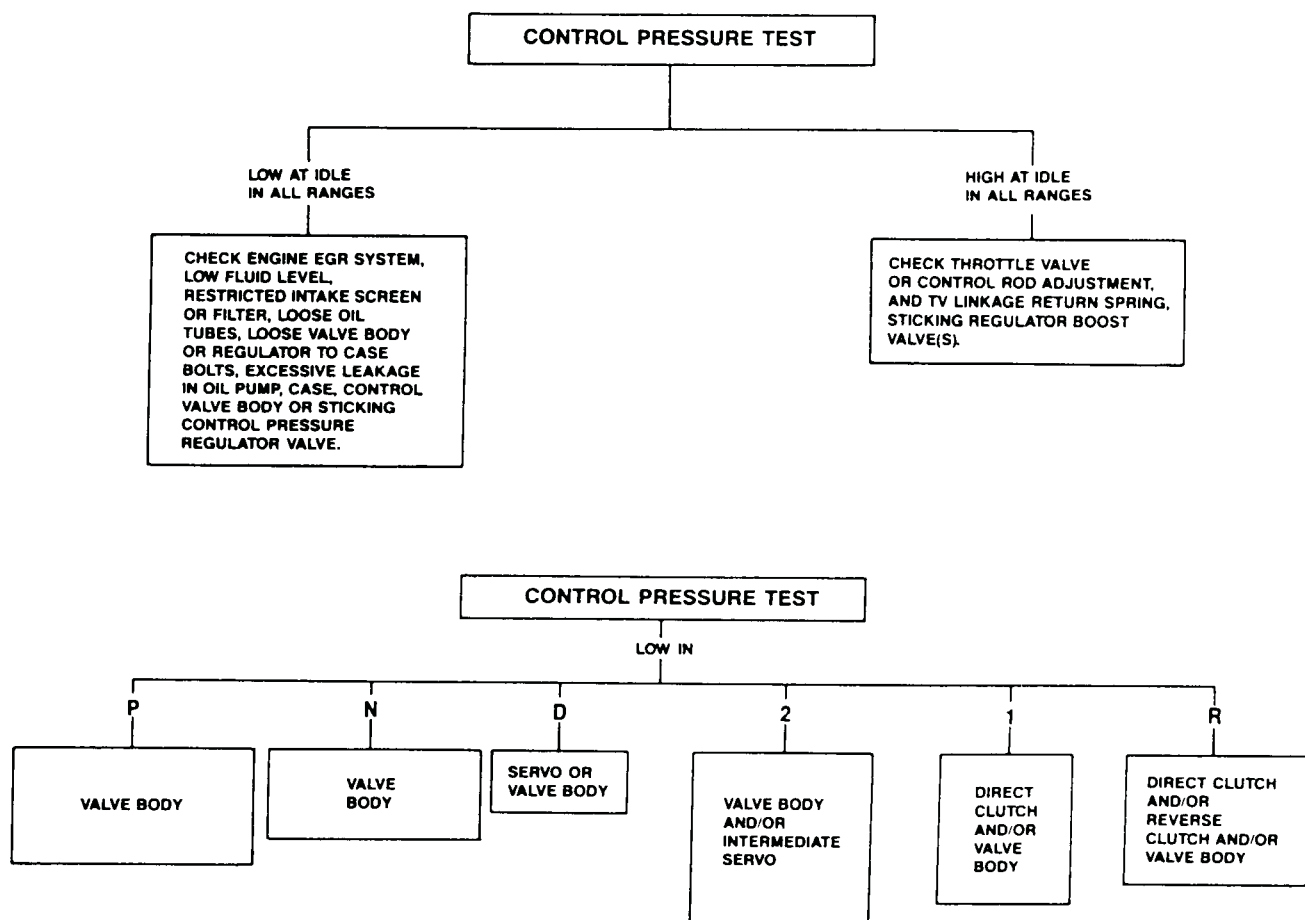 CONTROL PRESSURE TEST
LOW AT IDLE
IN ALL RANGES
HIGH AT IDLE
IN ALL RANGES
CHECK ENGINE EGR SYSTEM,
LOW FLUID LEVEL,
RESTRICTED INTAKE SCREEN
OR FILTER, LOOSE OIL
TUBES, LOOSE VALVE BODY
OR REGULATOR TO CASE
BOLTS, EXCESSIVE LEAKAGE
IN OIL PUMP, CASE, CONTROL
VALVE BODY OR STICKING
CONTROL PRESSURE
REGULATOR VALVE.
CHECK THROTTLE VALVE
OR CONTROL ROD ADJUSTMENT,
AND TV LINKAGE RETURN SPRING,
STICKING REGULATOR BOOST
VALVE(S).
CONTROL PRESSURE TEST
LOW IN
P
N
D
2
1
R
VALVE BODY
VALVE
BODY
SERVO OR
VALVE BODY
VALVE BODY
AND/OR
INTERMEDIATE
SERVO
DIRECT
CLUTCH
AND/OR
VALVE
BODY
DIRECT CLUTCH
AND/OR
REVERSE
CLUTCH AND/OR
VALVE BODY